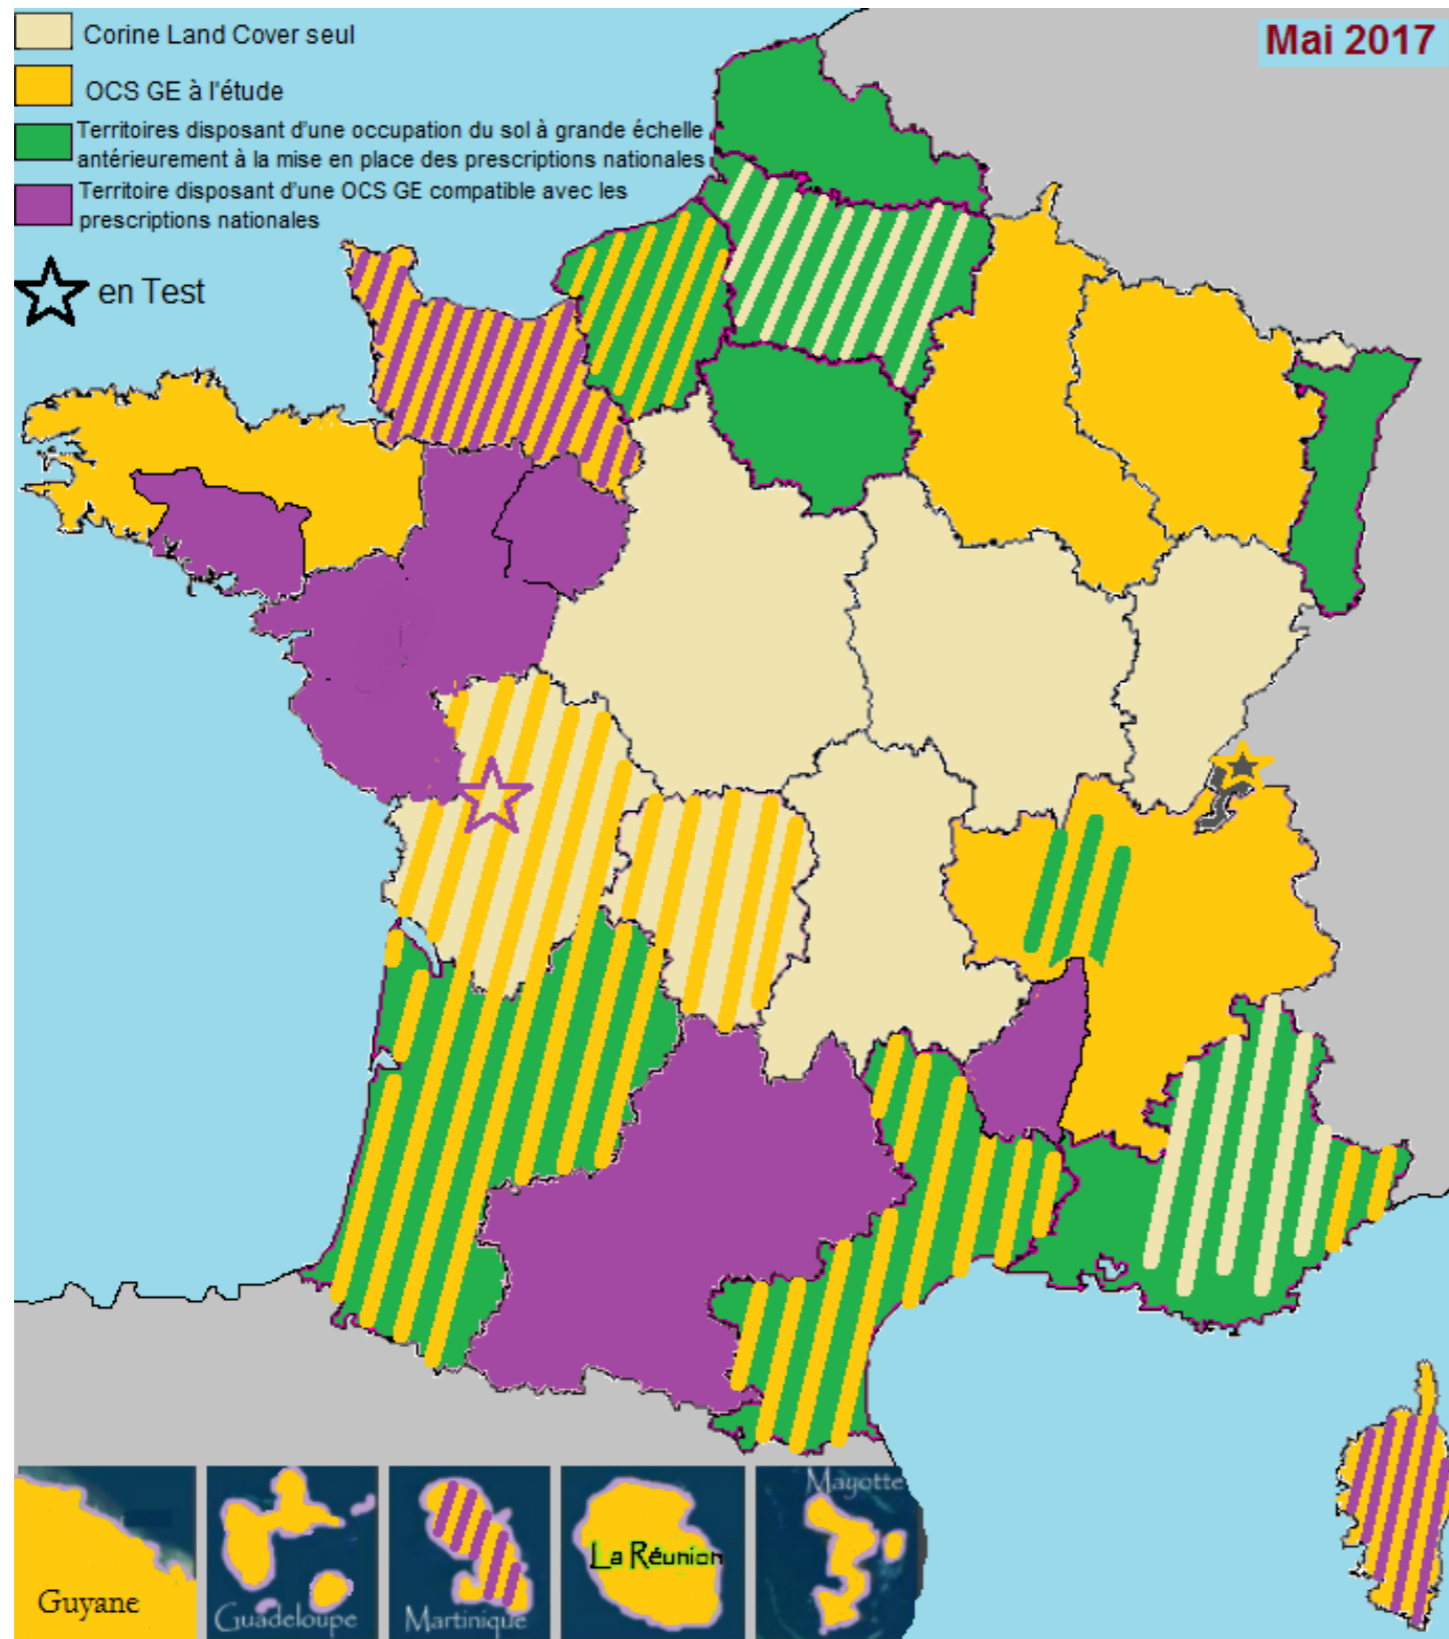 Corine Land Cover seul
Mai 2017
OCS GE à l'étude
Territoires disposant d'une occupation du sol à grande échelle
antérieurement à la mise en place des prescriptions nationales
Territoire disposant d'une OCS GE compatible avec les
prescriptions nationales
en Test
Mayotte
La Réunion
Guyane
Guadeloupe
Martinique